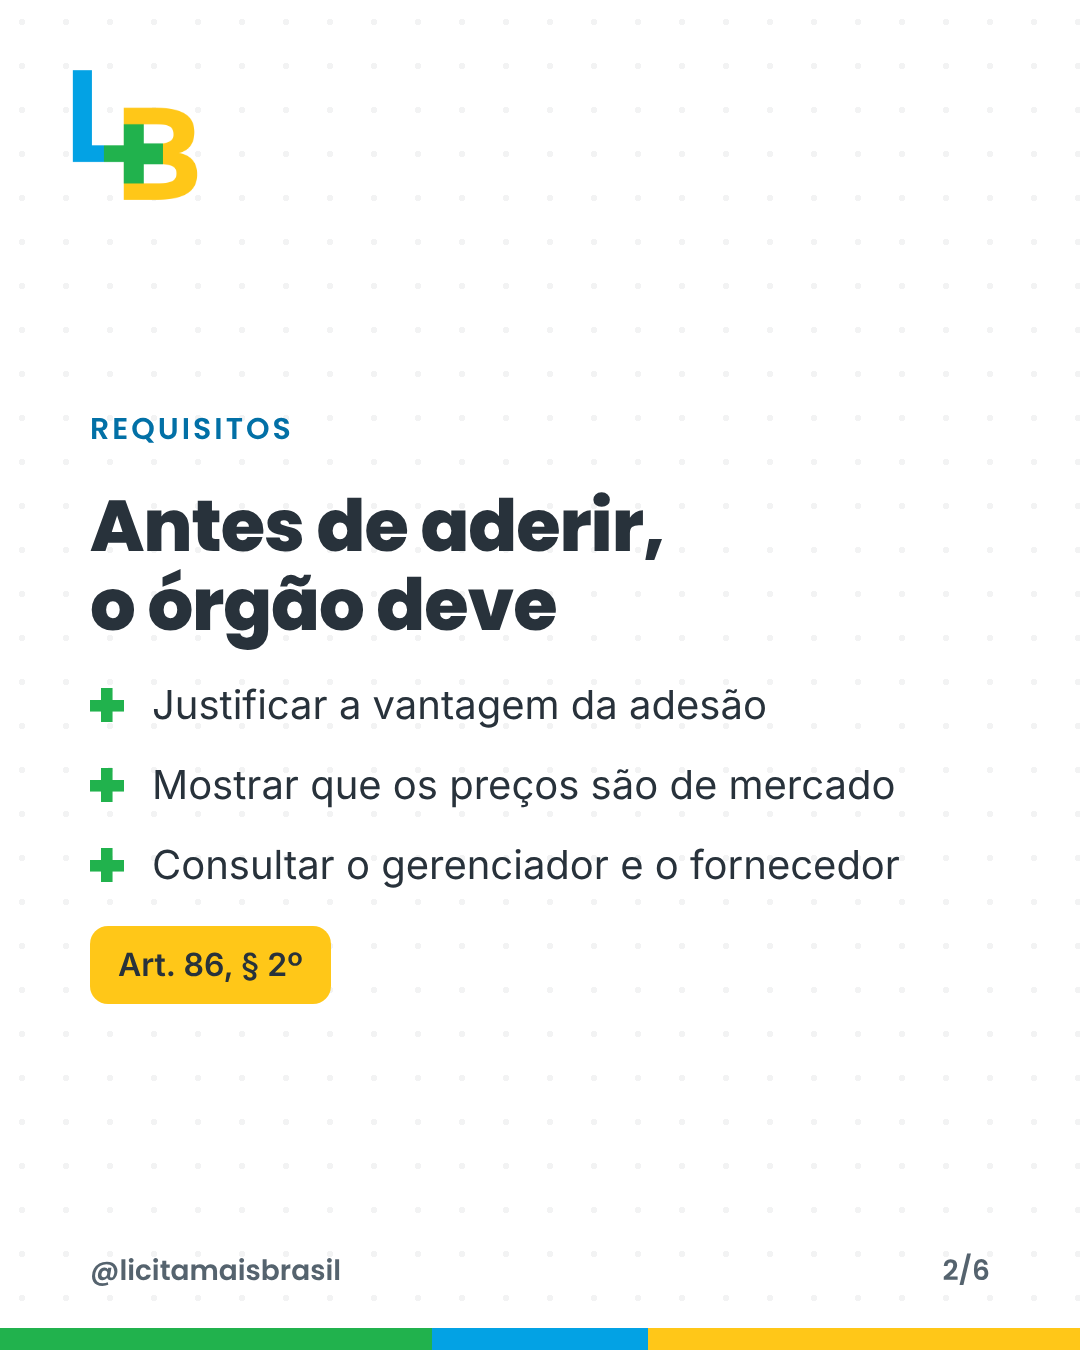 L+B
REQUISITOS
Antes de aderir,
o órgão deve
Justificar a vantagem da adesão
Mostrar que os preços são de mercado
Consultar o gerenciador e o fornecedor
Art. 86, § 2º
@licitamaisbrasil
2/6